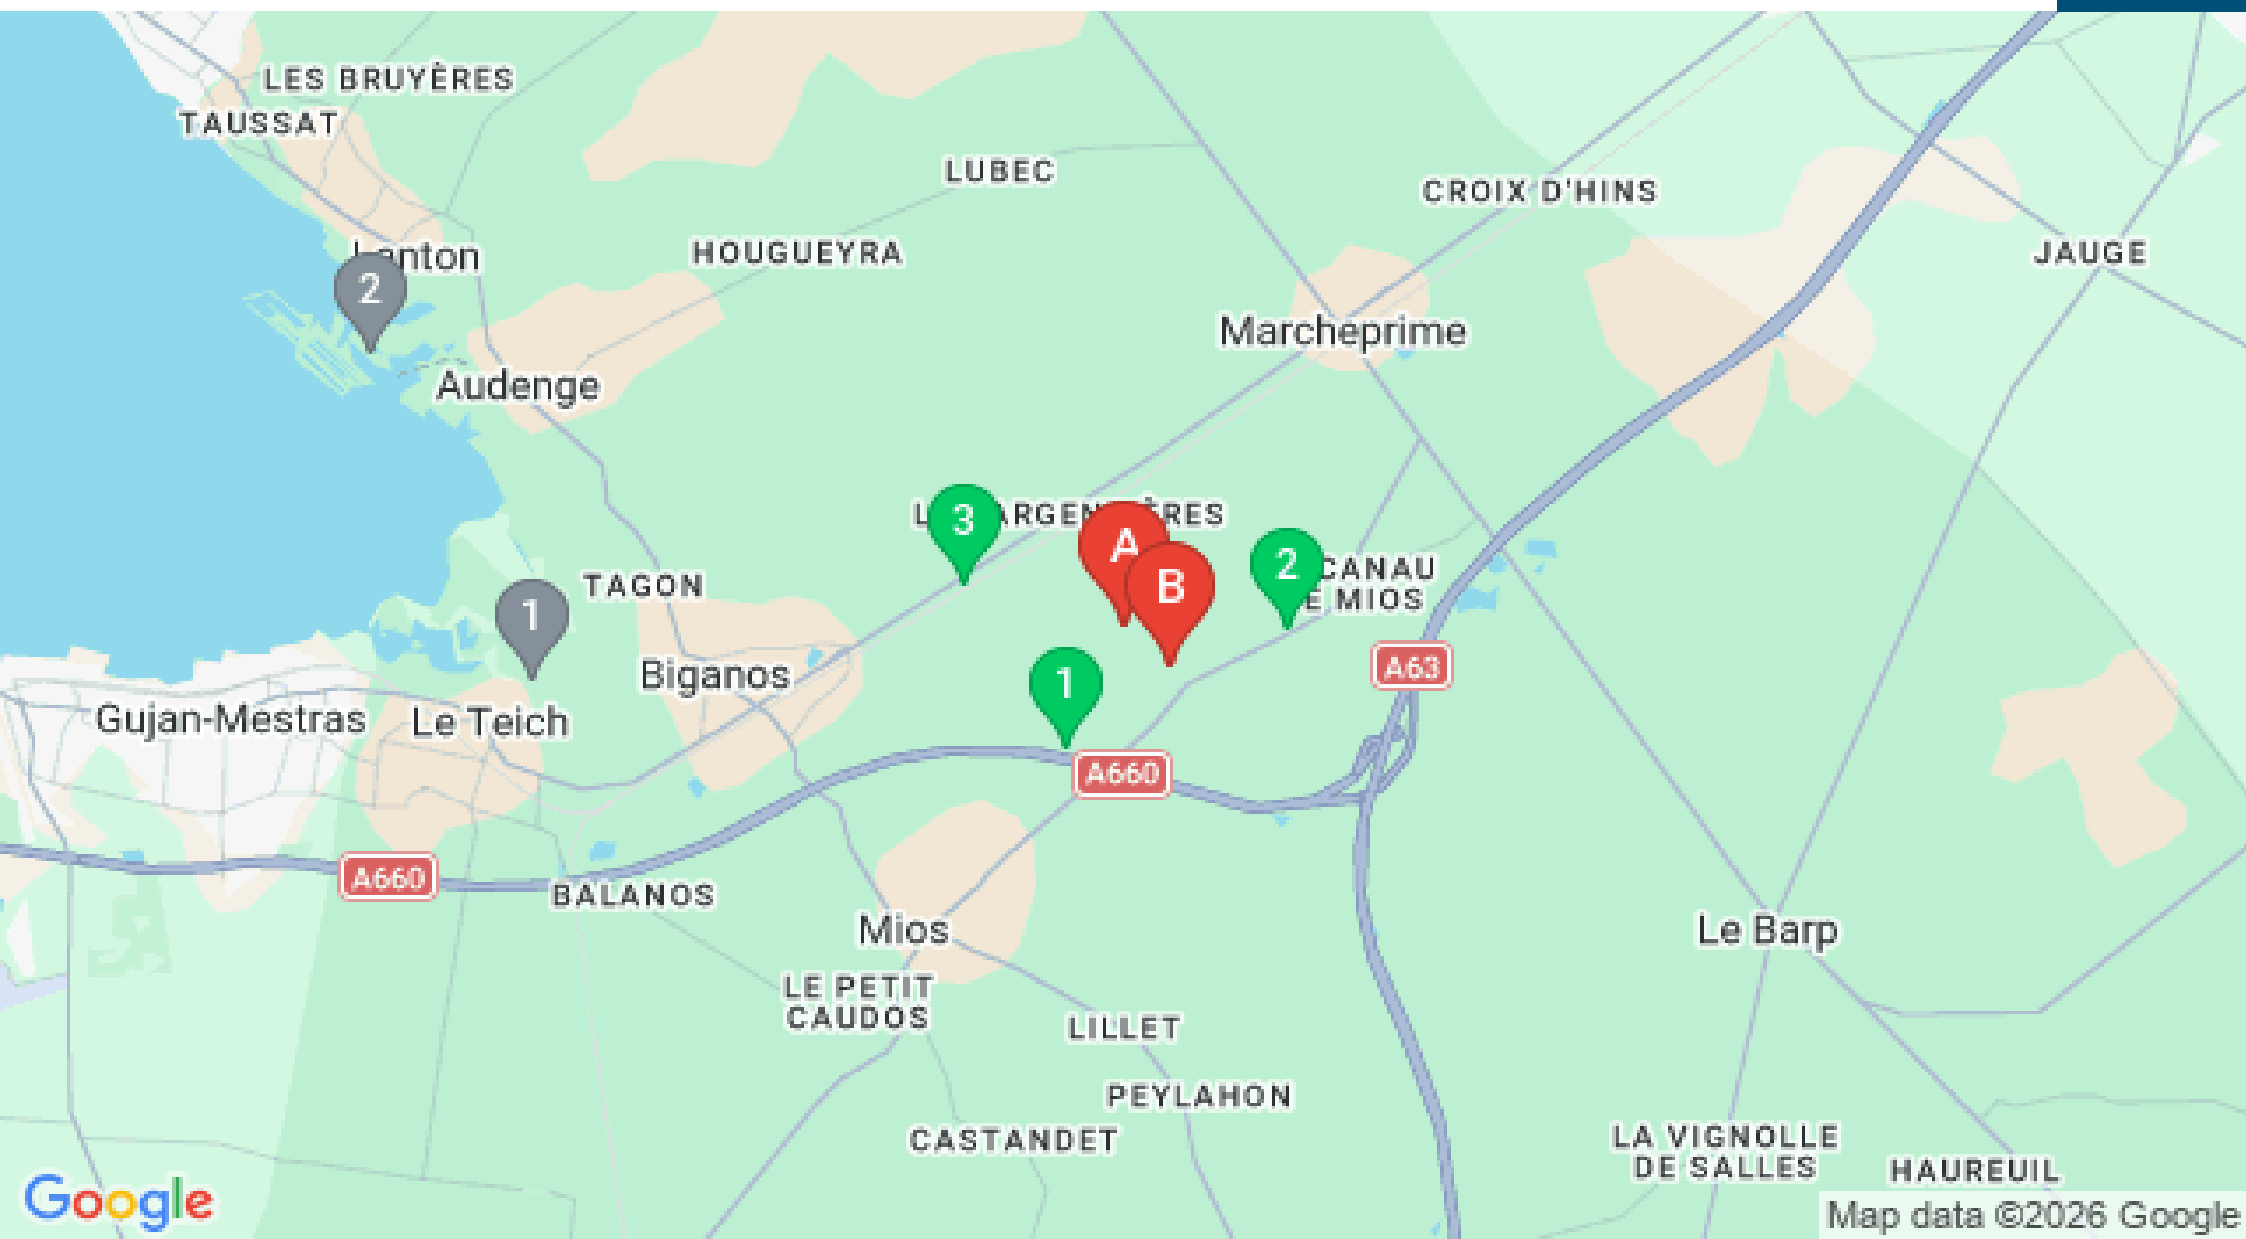 LES BRUYÈRES
TAUSSAT
LUBEC
CROIX D'HINS
HOUGUEYRA
JAUGE
2
Marcheprime
Audenge
3
A
B
2
TAGON
1
A63
Biganos
1
Gujan-Mestras
Le Teich
A660
A660
BALANOS
Mios
Le Barp
LE PETIT
CAUDOS
LILLET
PEYLAHON
CASTANDET
LA VIGNOLLE
DE SALLES
HAUREUIL
Google
Map data ©2026 Google